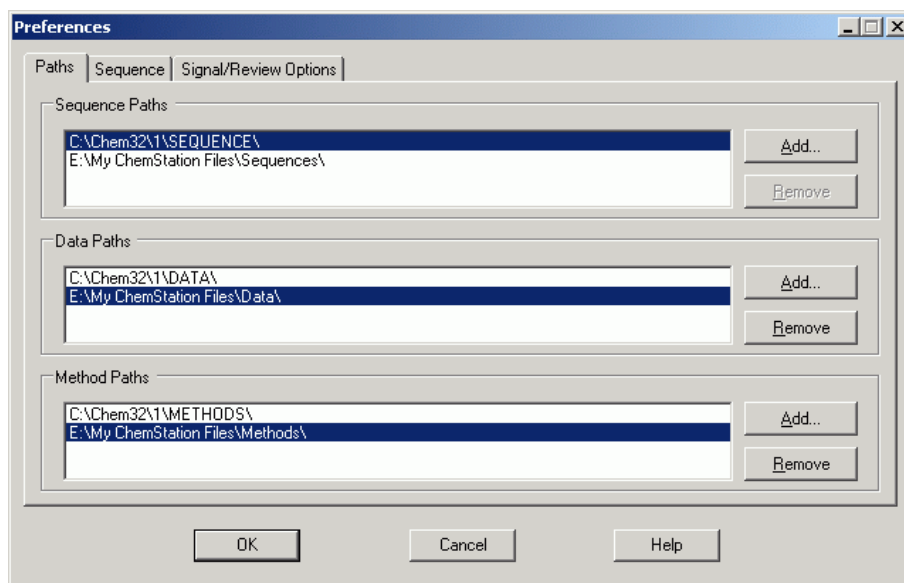 Preferences
Paths Sequence Signal/Review Options
Sequence Paths
C:\Chem32\1\SEQUENCE\
E:\My ChemStation Files\Sequences\
Add...
Remove
Data Paths
C:\Chem32\1\DATA\
E:\My ChemStation Files\Data\
Add...
Remove
Method Paths
C:\Chem32\1\METHODS\
E:\My ChemStation Files\Methods\
Add...
Remove
OK Cancel Help